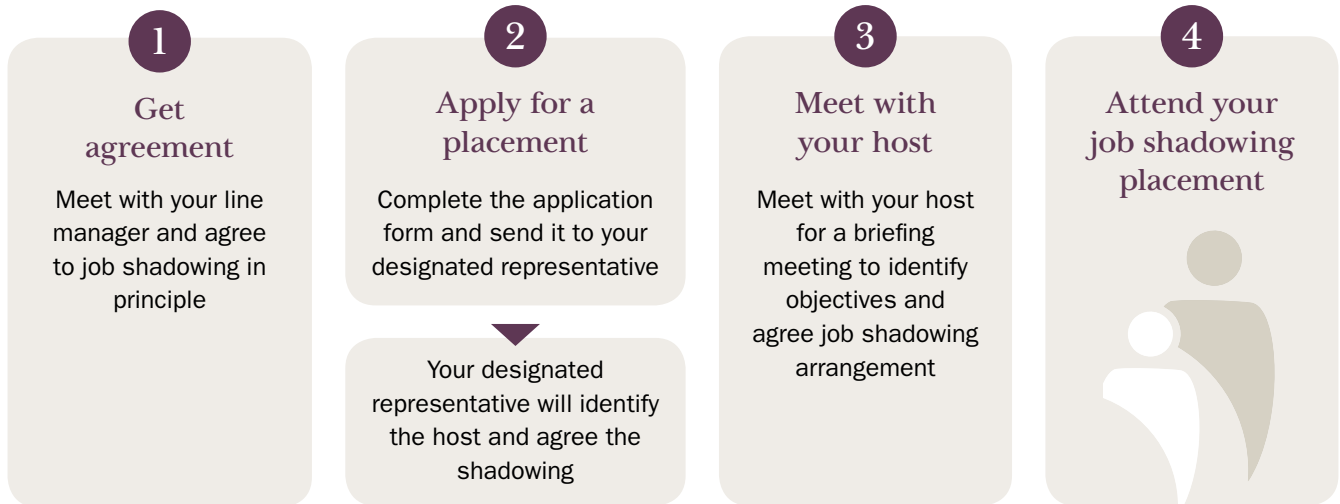 1
Get
agreement
Meet with your line
manager and agree
to job shadowing in
principle
2
Apply for a
placement
Complete the application
form and send it to your
designated representative
Your designated
representative will identify
the host and agree the
shadowing
3
Meet with
your host
Meet with your host
for a briefing
meeting to identify
objectives and
agree job shadowing
arrangement
4
Attend your
job shadowing
placement